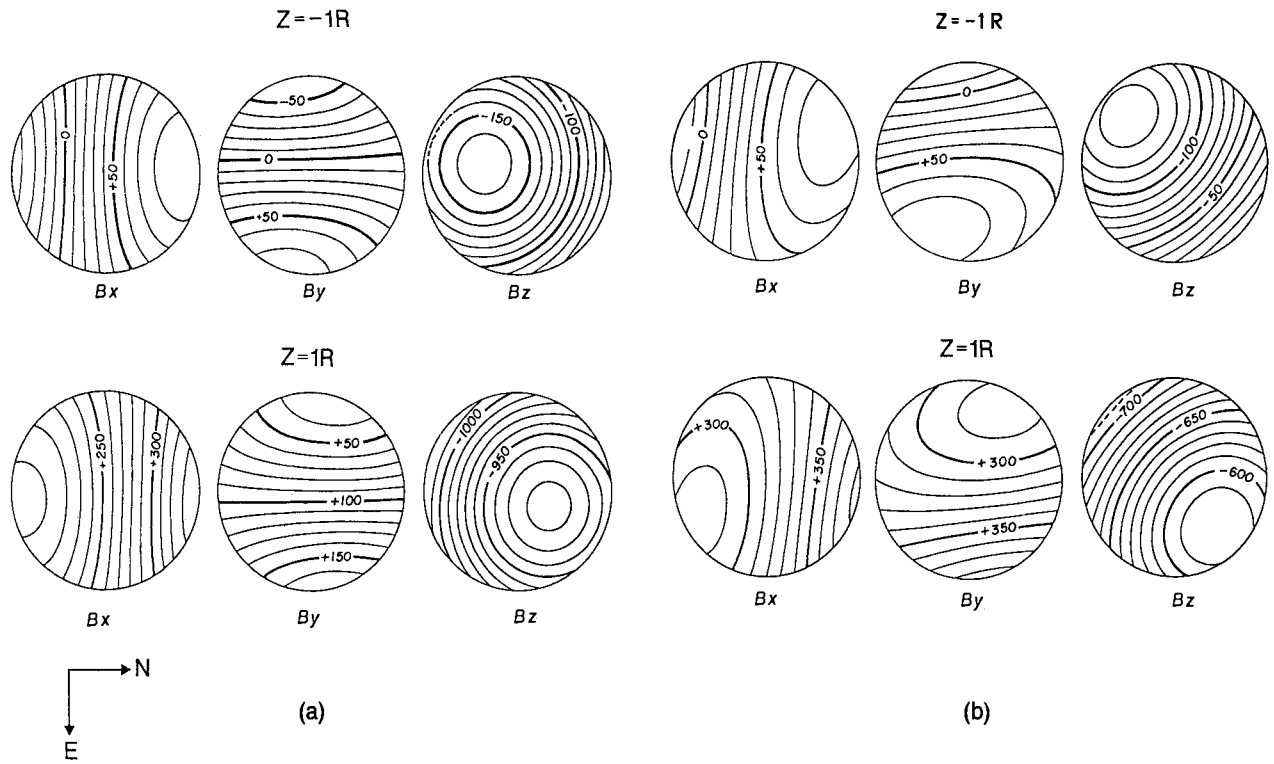 Z=-1R
Z=-1R
0 +50
-50 0 +50
-150 -100
0 +50
0 +50
-100 -50
Bx By Bz
Bx By Bz
Z=1R
Z=1R
+250 +300
+50 +100 +150
-1000 -950
+300 +350
+300 +350
-700 -650 -600
Bx By Bz
Bx By Bz
N
E
(a)
(b)